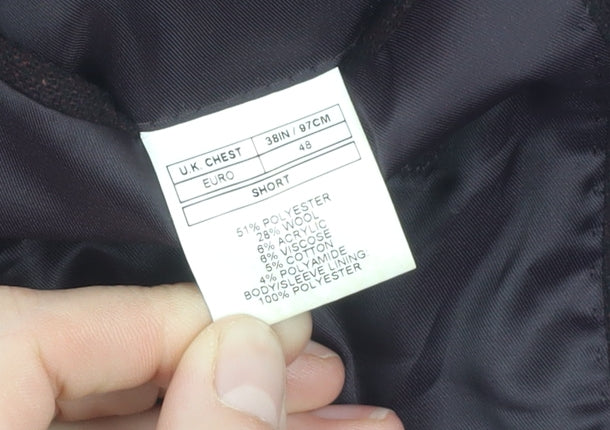 U.K. CHEST 38IN / 97CM
EURO 48
SHORT
51% POLYESTER
28% WOOL
6% ACRYLIC
6% VISCOSE
5% COTTON
4% POLYAMIDE
BODY/SLEEVE LINING
100% POLYESTER